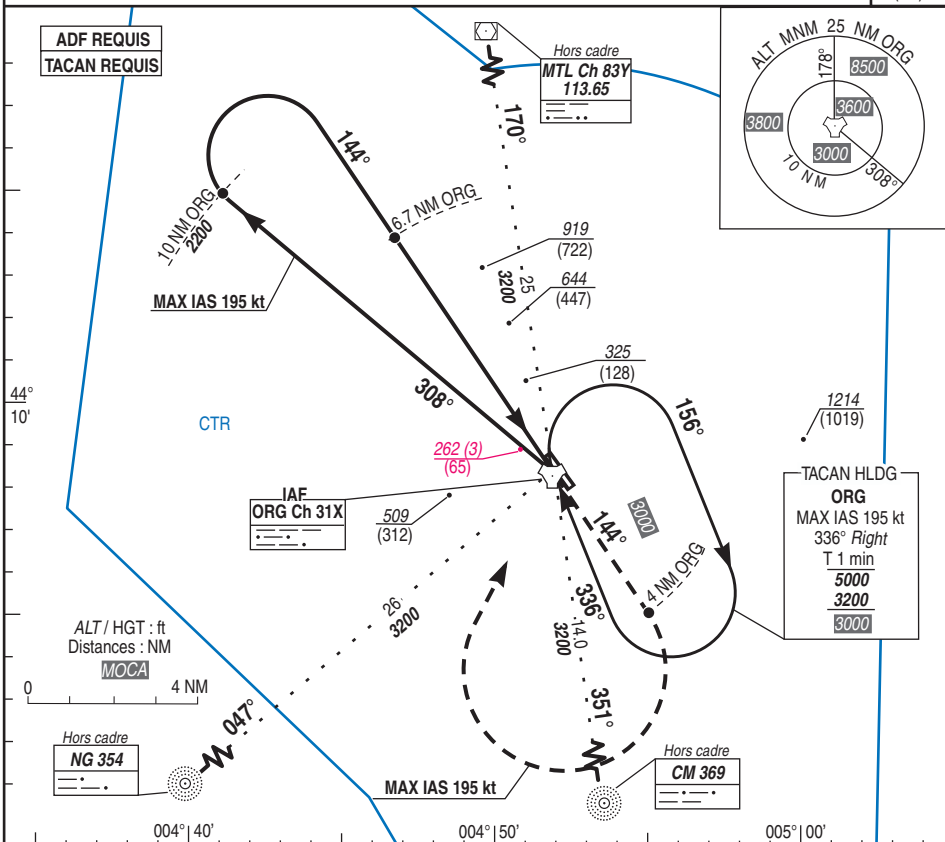 ADF REQUIS
TACAN REQUIS
Hors cadre
MTL Ch 83Y
113.65
ALT MNM 25 NM ORG
178°
8500
3600
3800
3000
10 NM
308°
170°
144°
10 NM ORG
2200
6.7 NM ORG
919
(722)
25
3200
644
(447)
MAX IAS 195 kt
325
(128)
308°
44°
10'
CTR
156°
1214
(1019)
262 (3)
(65)
IAF
ORG Ch 31X
509
(312)
3000
144°
4 NM ORG
TACAN HLDG
ORG
MAX IAS 195 kt
336° Right
T 1 min
5000
3200
3000
336°
14.0
3200
26
3200
ALT / HGT : ft
Distances : NM
MOCA
0 4 NM
047°
351°
Hors cadre
NG 354
MAX IAS 195 kt
Hors cadre
CM 369
004° 40' 004° 50' 005° 00'